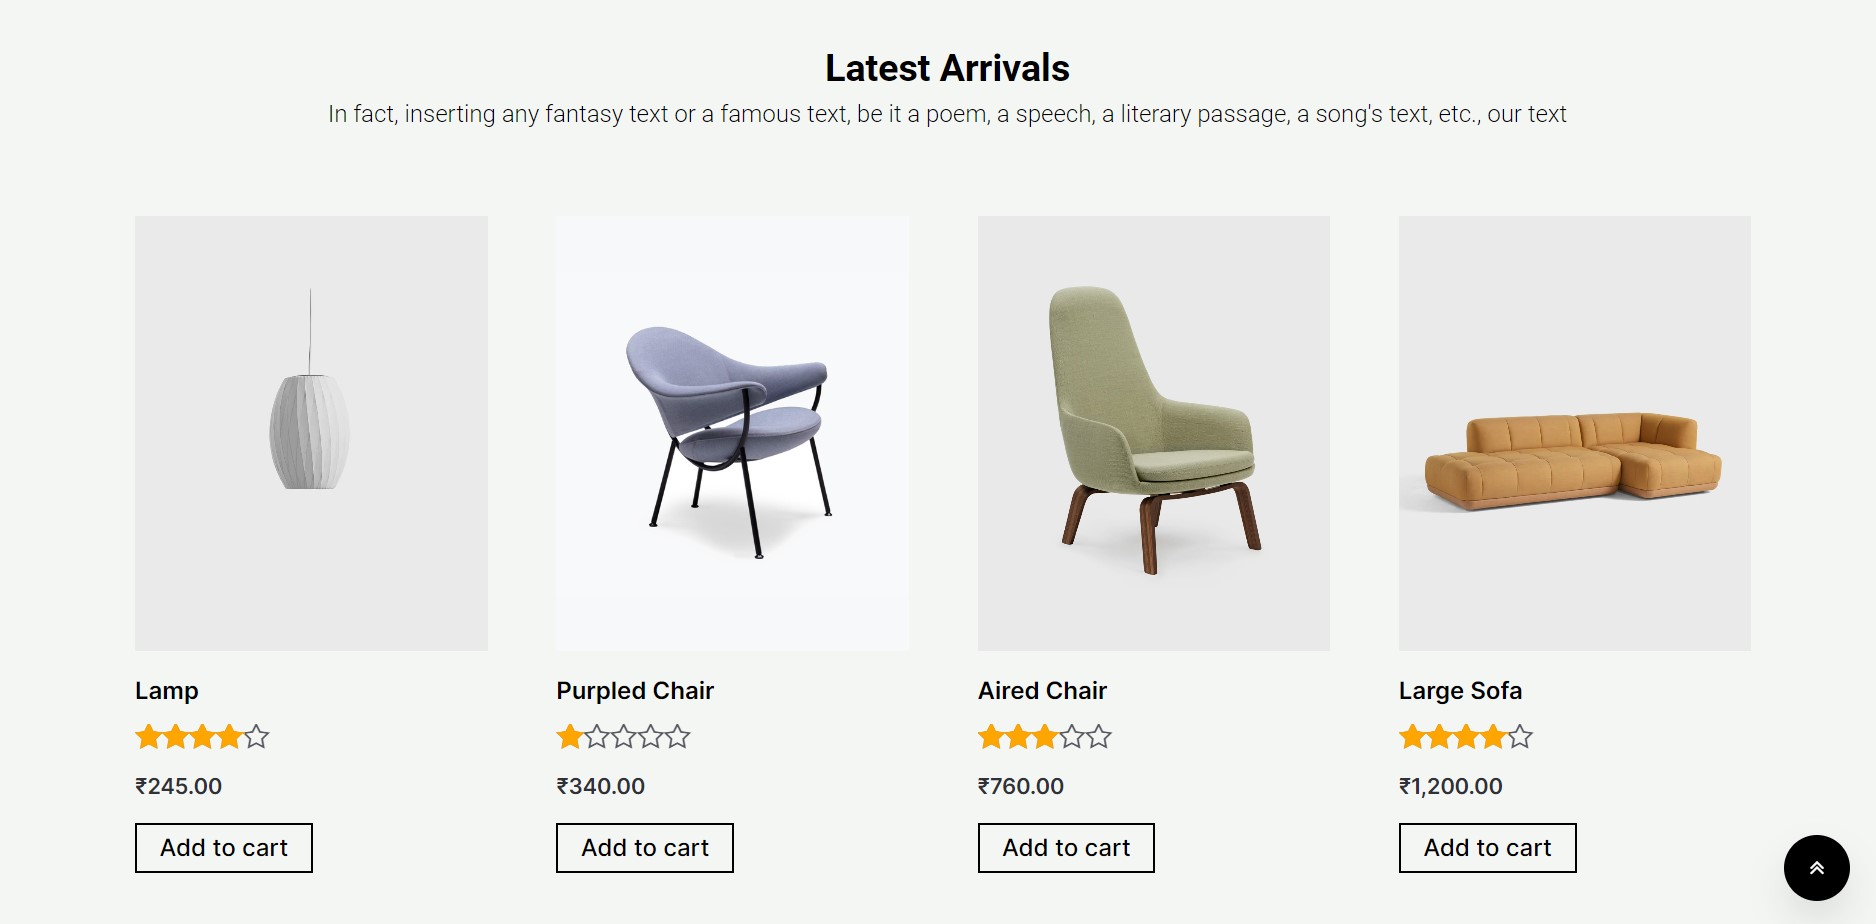 Latest Arrivals
In fact, inserting any fantasy text or a famous text, be it a poem, a speech, a literary passage, a song's text, etc., our text
Lamp
₹245.00
Add to cart
Purpled Chair
₹340.00
Add to cart
Aired Chair
₹760.00
Add to cart
Large Sofa
₹1,200.00
Add to cart